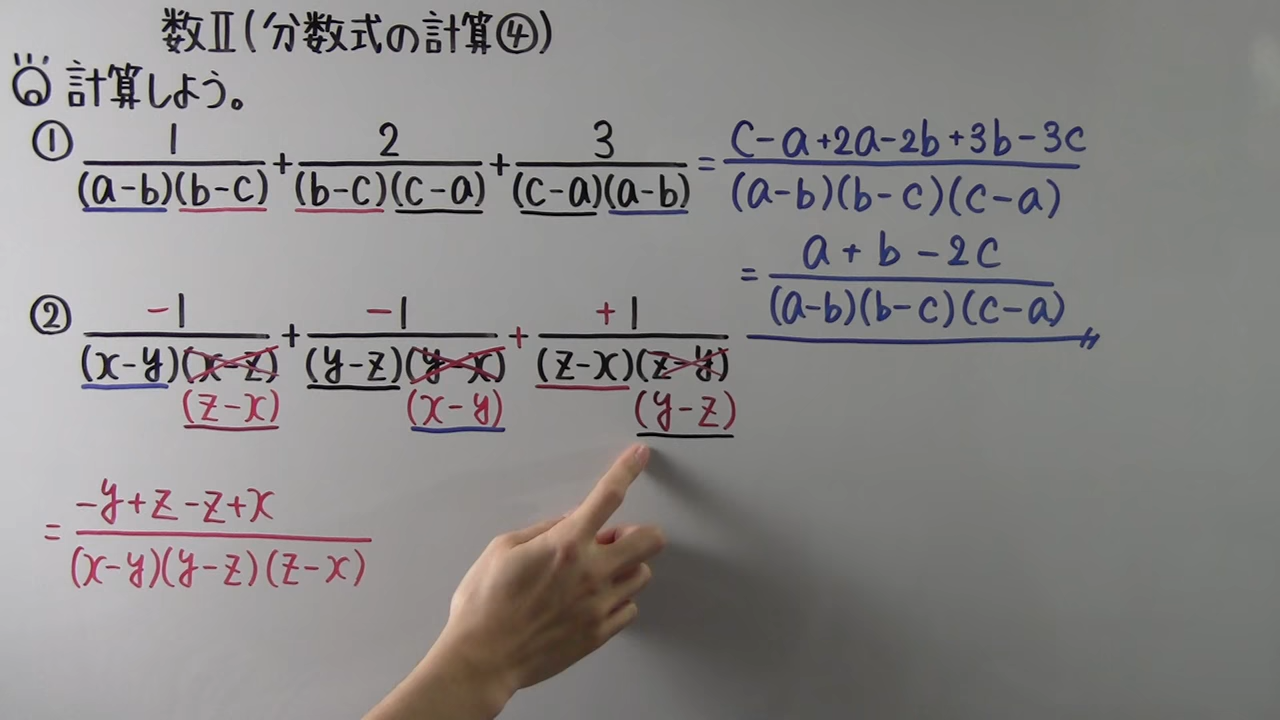 数Ⅱ(分数式の計算④)
Q 計算しよう。
① 1/((a-b)(b-c)) + 2/((b-c)(c-a)) + 3/((c-a)(a-b)) = (c-a+2a-2b+3b-3c)/((a-b)(b-c)(c-a))
= (a+b-2c)/((a-b)(b-c)(c-a))
② -1/((x-y)(x-z)) + -1/((y-z)(y-x)) + +1/((z-x)(z-y))
(z-x) (x-y) (y-z)
= (-y+z-z+x)/((x-y)(y-z)(z-x))